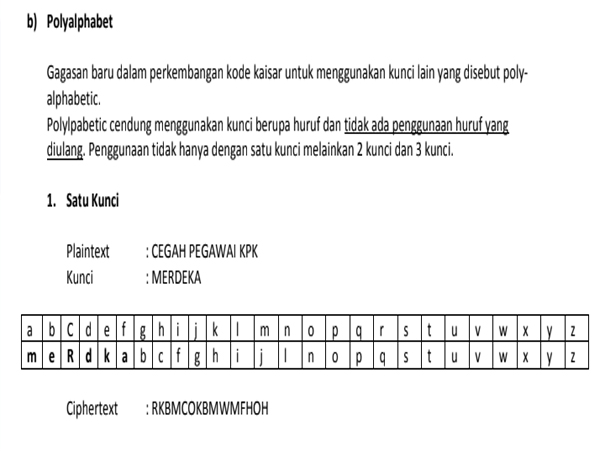 b) Polyalphabet
Gagasan baru dalam perkembangan kode kaisar untuk menggunakan kunci lain yang disebut poly-
alphabetic.
Polylpabetic cendung menggunakan kunci berupa huruf dan tidak ada penggunaan huruf yang
diulang. Penggunaan tidak hanya dengan satu kunci melainkan 2 kunci dan 3 kunci.
1. Satu Kunci
Plaintext : CEGAH PEGAWAI KPK
Kunci : MERDEKA
a b C d e f g h i j k l m n o p q r s t u v w x y z
m e R d k a b c f g h i j l n o p q s t u v w x y z
Ciphertext : RKBMCOKBMWMFHOH